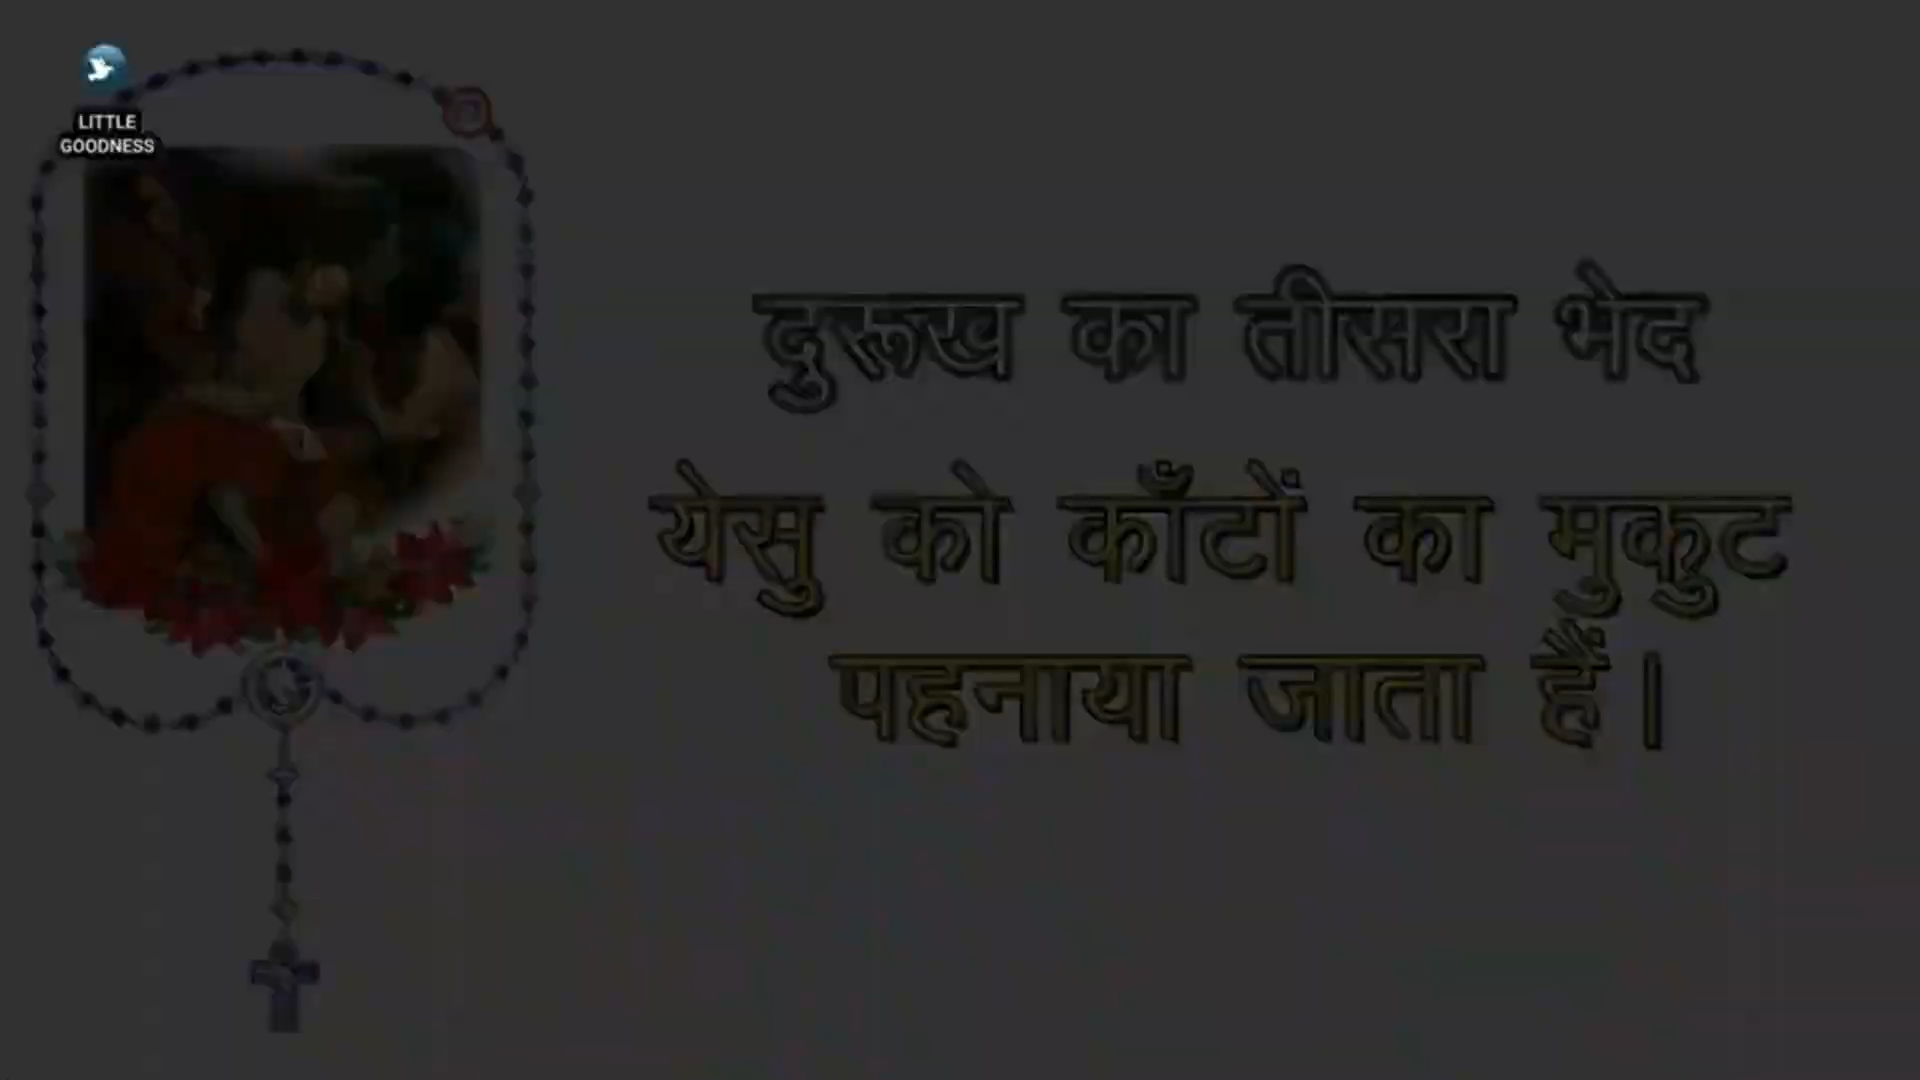 LITTLE
GOODNESS
दुरूख का तीसरा भेद
येसु को काँटों का मुकुट
पहनाया जाता हैं।